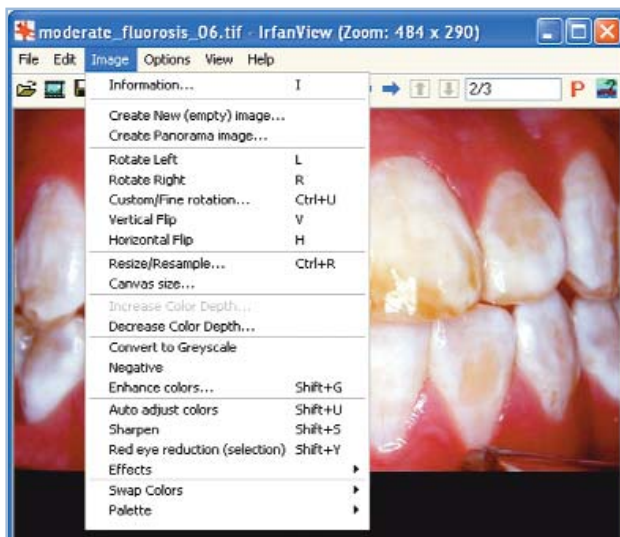 moderate_fluorosis_06.tif - IrfanView (Zoom: 484 x 290)
File Edit Image Options View Help
2/3 P
Information... I
Create New (empty) image...
Create Panorama image...
Rotate Left L
Rotate Right R
Custom/Fine rotation... Ctrl+U
Vertical Flip V
Horizontal Flip H
Resize/Resample... Ctrl+R
Canvas size...
Increase Color Depth...
Decrease Color Depth...
Convert to Greyscale
Negative
Enhance colors... Shift+G
Auto adjust colors Shift+U
Sharpen Shift+S
Red eye reduction (selection) Shift+Y
Effects
Swap Colors
Palette